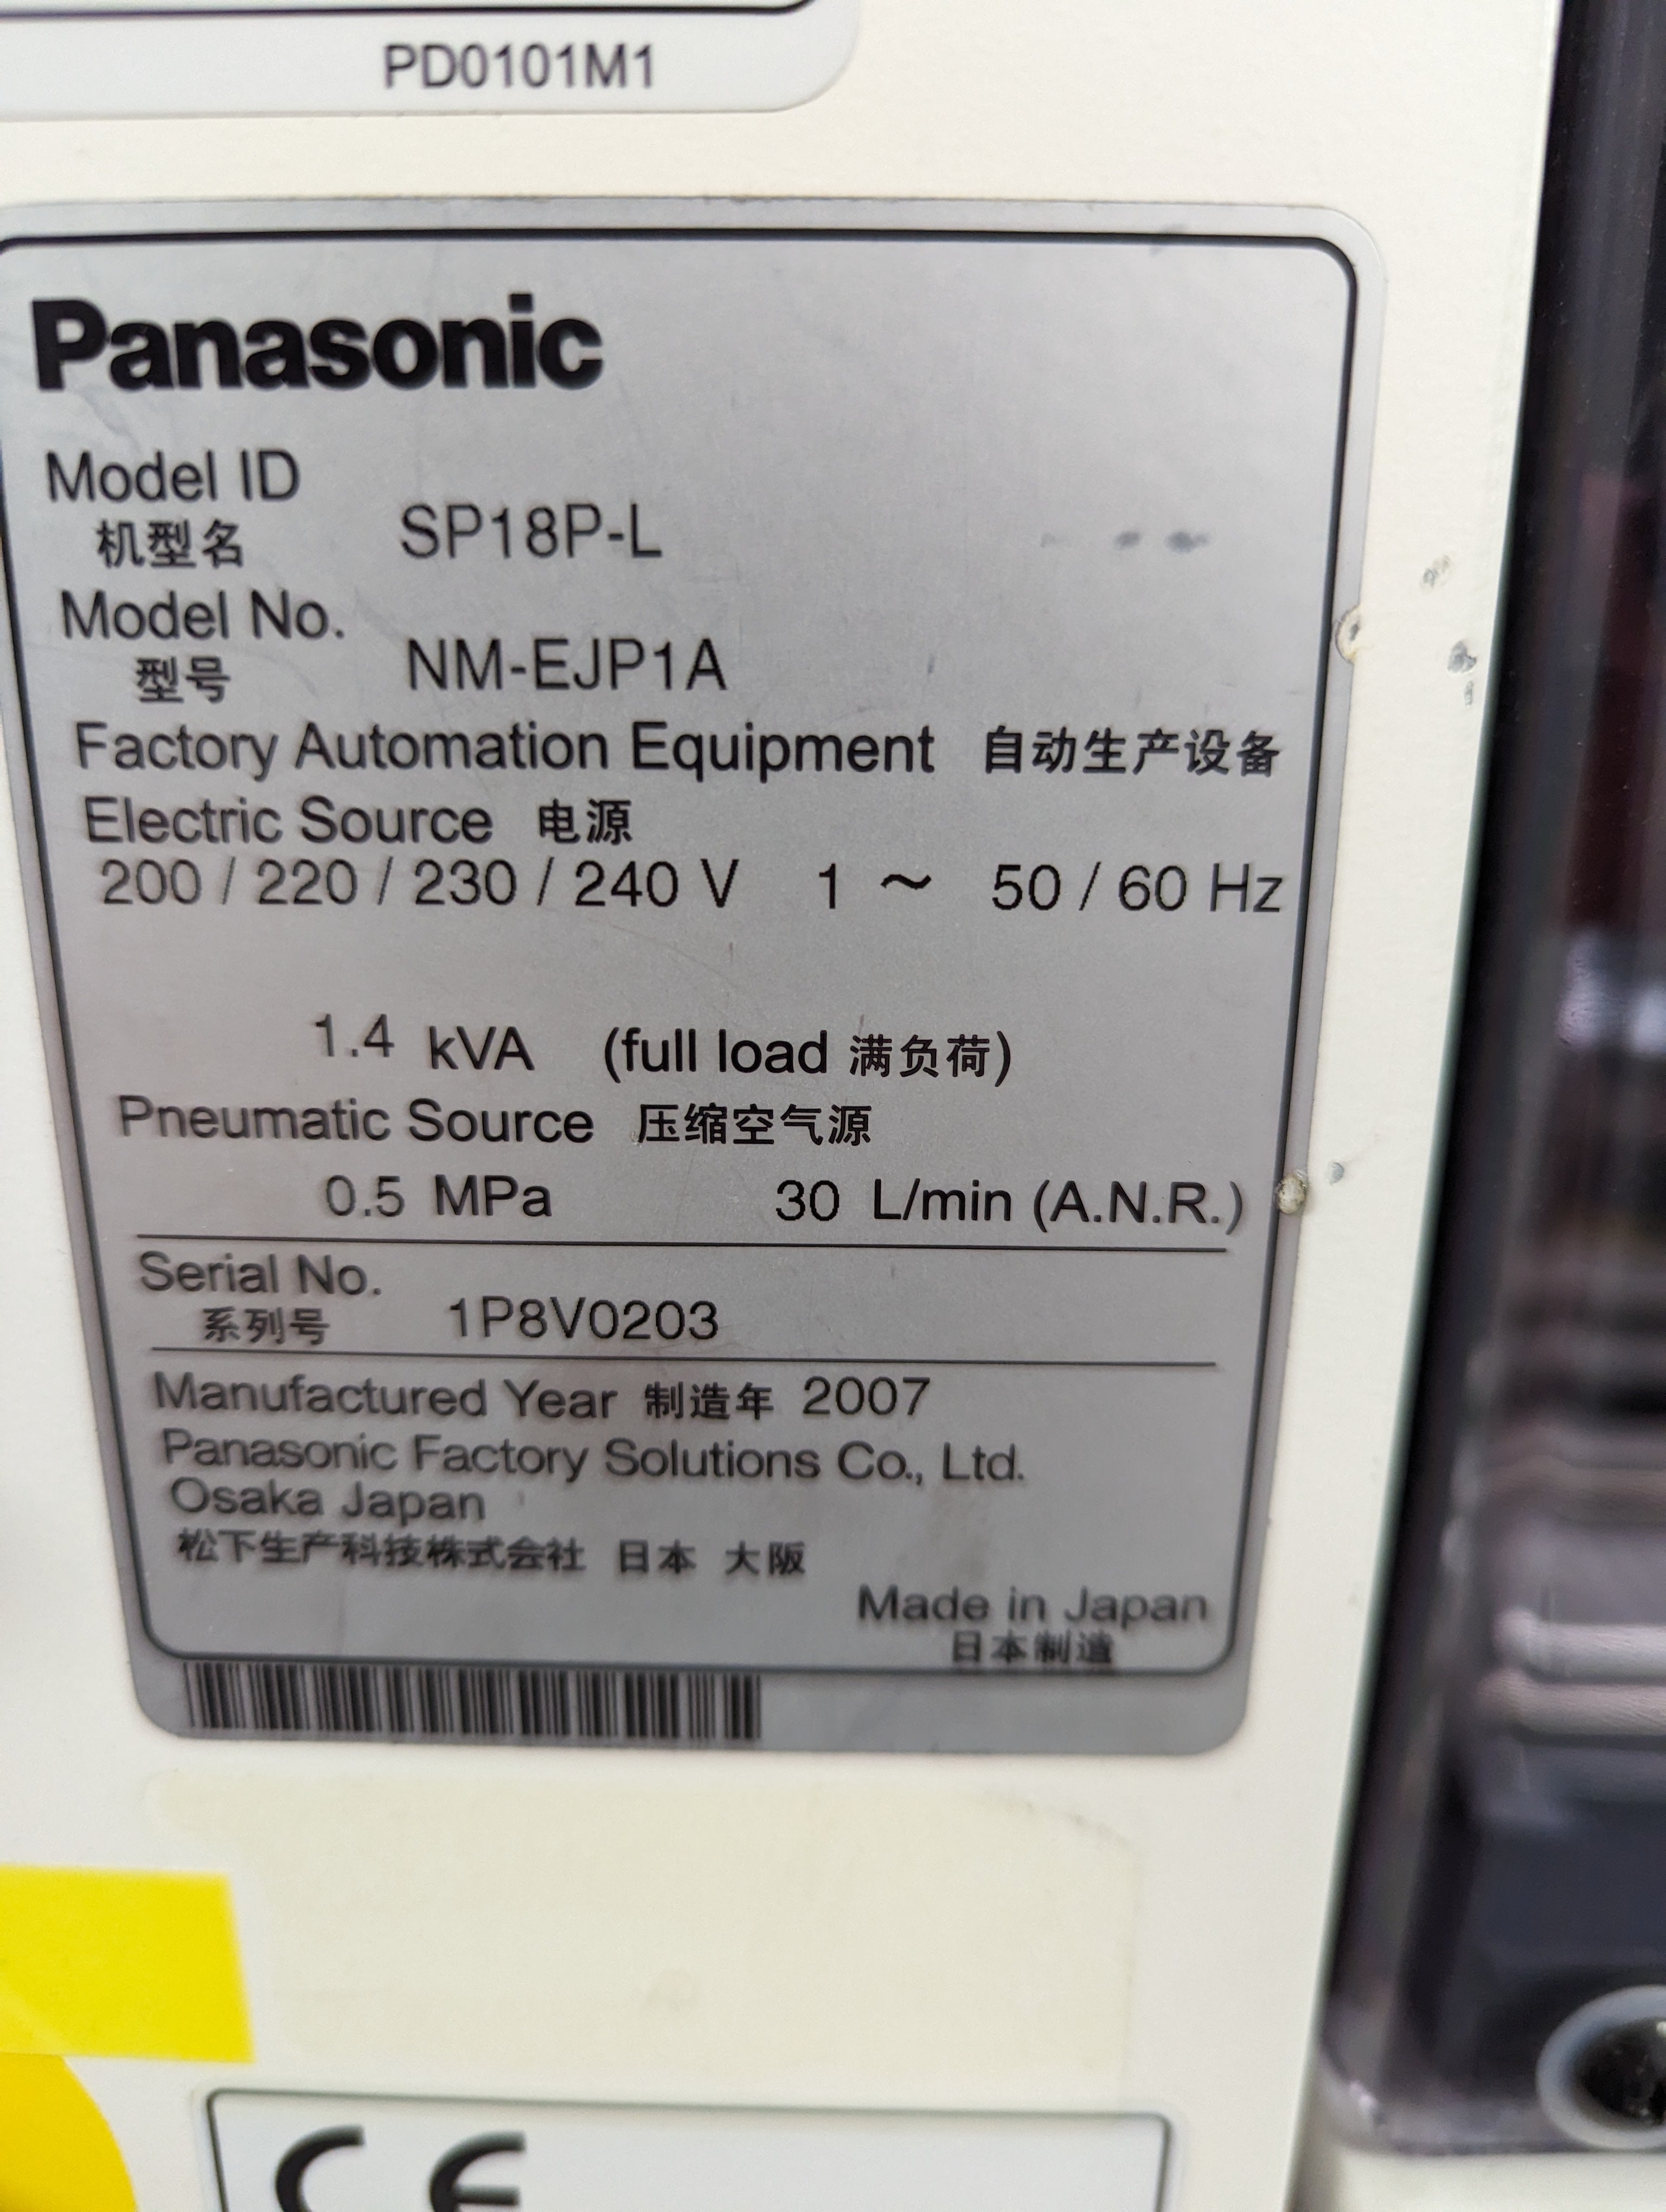 PD0101M1
Panasonic
Model ID
机型名 SP18P-L
Model No.
型号 NM-EJP1A
Factory Automation Equipment 自动生产设备
Electric Source 电源
200 / 220 / 230 / 240 V 1 ~ 50 / 60 Hz
1.4 kVA (full load 满负荷)
Pneumatic Source 压缩空气源
0.5 MPa 30 L/min (A.N.R.)
Serial No.
系列号 1P8V0203
Manufactured Year 制造年 2007
Panasonic Factory Solutions Co., Ltd.
Osaka Japan
松下生产科技株式会社 日本 大阪
Made in Japan
日本制造
CE